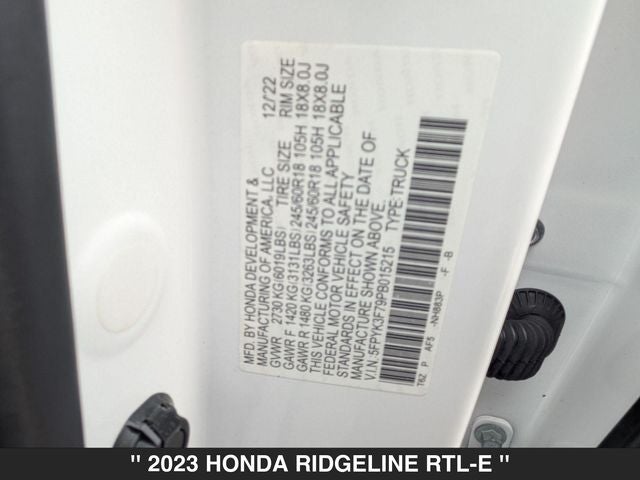 MFD. BY HONDA DEVELOPMENT &
MANUFACTURING OF AMERICA, LLC 12/22
GVWR 2730 KG(6019LBS) TIRE SIZE RIM SIZE
GAWR F 1420 KG(3131LBS) 245/60R18 105H 18X8.0J
GAWR R 1480 KG(3263LBS) 245/60R18 105H 18X8.0J
THIS VEHICLE CONFORMS TO ALL APPLICABLE
FEDERAL MOTOR VEHICLE SAFETY
STANDARDS IN EFFECT ON THE DATE OF
MANUFACTURE SHOWN ABOVE.
V.I.N. 5FPYK3F79PB015215 TYPE:TRUCK
T6Z P AF5 -NH883P -F -B
" 2023 HONDA RIDGELINE RTL-E "